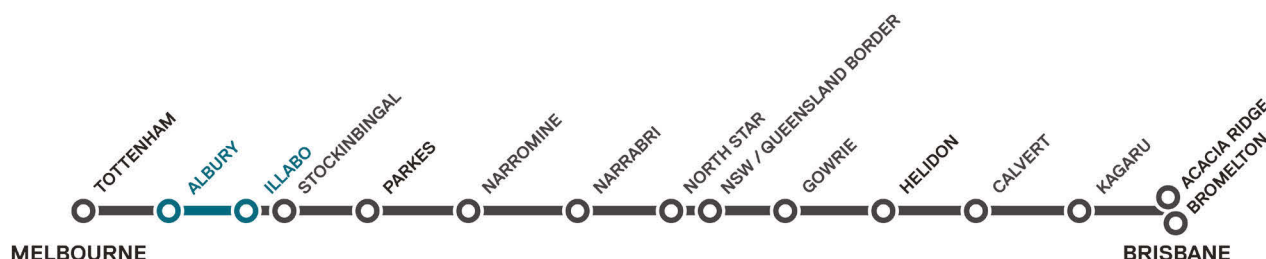 TOTTENHAM
ALBURY
ILLABO
STOCKINBINGAL
PARKES
NARROMINE
NARRABRI
NORTH STAR
NSW / QUEENSLAND BORDER
GOWRIE
HELIDON
CALVERT
KAGARU
ACACIA RIDGE
BROMELTON
MELBOURNE
BRISBANE